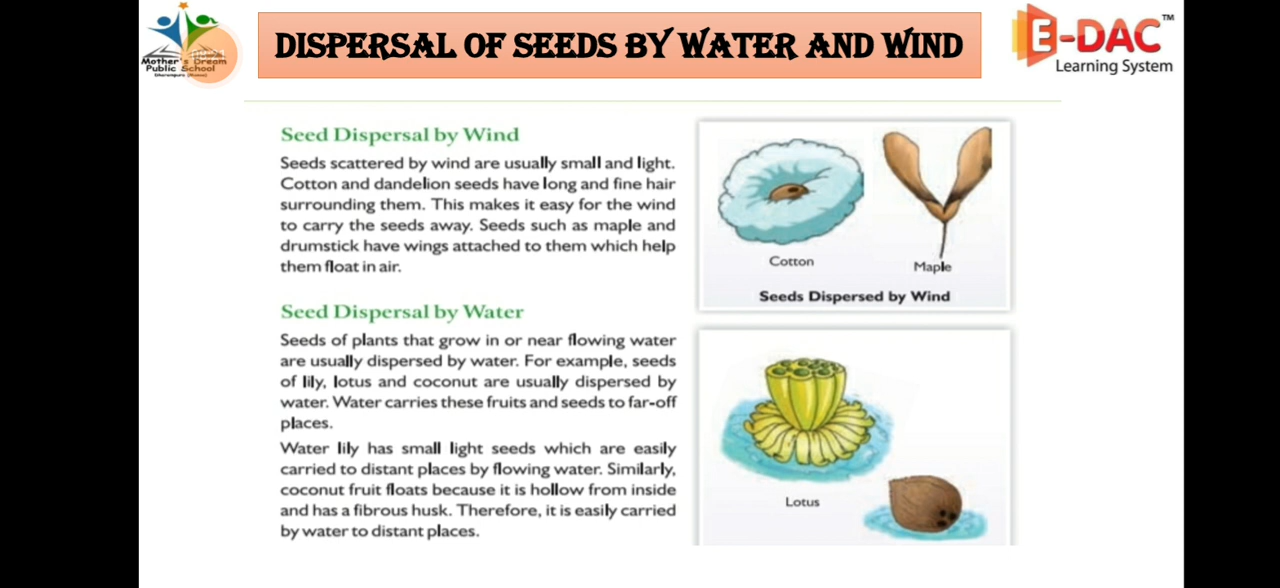 DISPERSAL OF SEEDS BY WATER AND WIND
Mother's Dream
Public School
E-DAC™
Learning System
Seed Dispersal by Wind
Seeds scattered by wind are usually small and light.
Cotton and dandelion seeds have long and fine hair
surrounding them. This makes it easy for the wind
to carry the seeds away. Seeds such as maple and
drumstick have wings attached to them which help
them float in air.
Cotton
Maple
Seeds Dispersed by Wind
Seed Dispersal by Water
Seeds of plants that grow in or near flowing water
are usually dispersed by water. For example, seeds
of lily, lotus and coconut are usually dispersed by
water. Water carries these fruits and seeds to far-off
places.
Water lily has small light seeds which are easily
carried to distant places by flowing water. Similarly,
coconut fruit floats because it is hollow from inside
and has a fibrous husk. Therefore, it is easily carried
by water to distant places.
Lotus